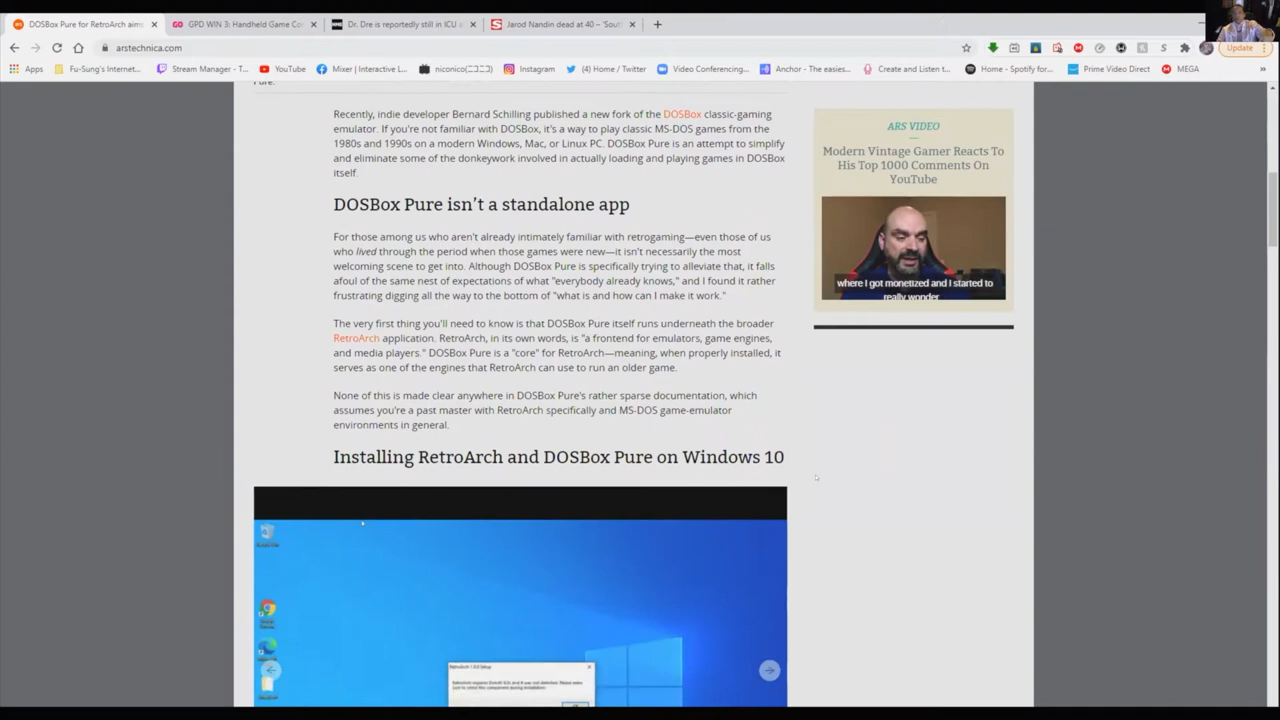 DOSBox Pure for RetroArch aims
GPD WIN 3: Handheld Game Co
Dr. Dre is reportedly still in ICU a
Jarod Nandin dead at 40 – 'Sout
arstechnica.com
Update
Apps
Fu-Sung's Internet...
Stream Manager - T...
YouTube
Mixer | Interactive L...
Instagram
(4) Home / Twitter
Video Conferencing...
Anchor - The easies...
Create and Listen t...
Home - Spotify for...
Prime Video Direct
MEGA
Pure.
Recently, indie developer Bernard Schilling published a new fork of the DOSBox classic-gaming
emulator. If you're not familiar with DOSBox, it's a way to play classic MS-DOS games from the
1980s and 1990s on a modern Windows, Mac, or Linux PC. DOSBox Pure is an attempt to simplify
and eliminate some of the donkeywork involved in actually loading and playing games in DOSBox
itself.
DOSBox Pure isn't a standalone app
For those among us who aren't already intimately familiar with retrogaming—even those of us
who lived through the period when those games were new—it isn't necessarily the most
welcoming scene to get into. Although DOSBox Pure is specifically trying to alleviate that, it falls
afoul of the same nest of expectations of what "everybody already knows," and I found it rather
frustrating digging all the way to the bottom of "what is and how can I make it work."
The very first thing you'll need to know is that DOSBox Pure itself runs underneath the broader
RetroArch application. RetroArch, in its own words, is "a frontend for emulators, game engines,
and media players." DOSBox Pure is a "core" for RetroArch—meaning, when properly installed, it
serves as one of the engines that RetroArch can use to run an older game.
None of this is made clear anywhere in DOSBox Pure's rather sparse documentation, which
assumes you're a past master with RetroArch specifically and MS-DOS game-emulator
environments in general.
Installing RetroArch and DOSBox Pure on Windows 10
ARS VIDEO
Modern Vintage Gamer Reacts To
His Top 1000 Comments On
YouTube
where I got monetized and I started to
really wonder